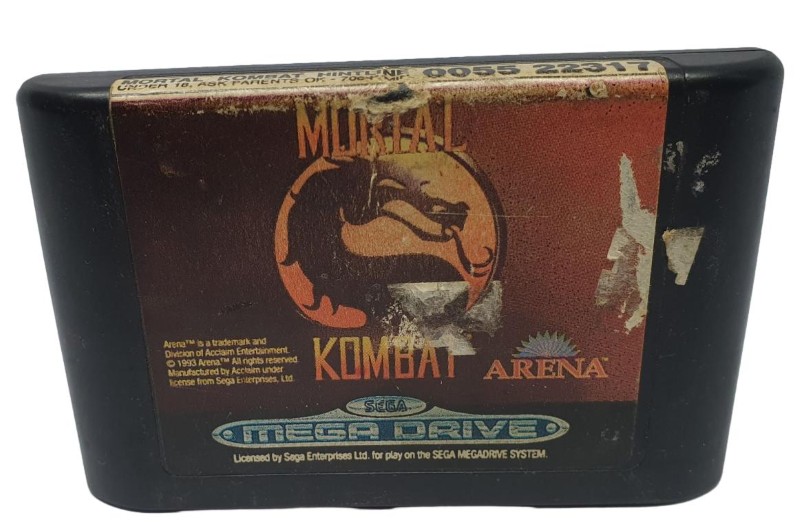 MORTAL KOMBAT HINTLINE 0055 22317
UNDER 18, ASK PARENTS OK -
MORTAL
KOMBAT
Arena™ is a trademark and
Division of Acclaim Entertainment.
© 1993 Arena.™ All rights reserved.
Manufactured by Acclaim under
license from Sega Enterprises, Ltd.
ARENA™
SEGA
MEGA DRIVE
Licensed by Sega Enterprises Ltd. for play on the SEGA MEGADRIVE SYSTEM.